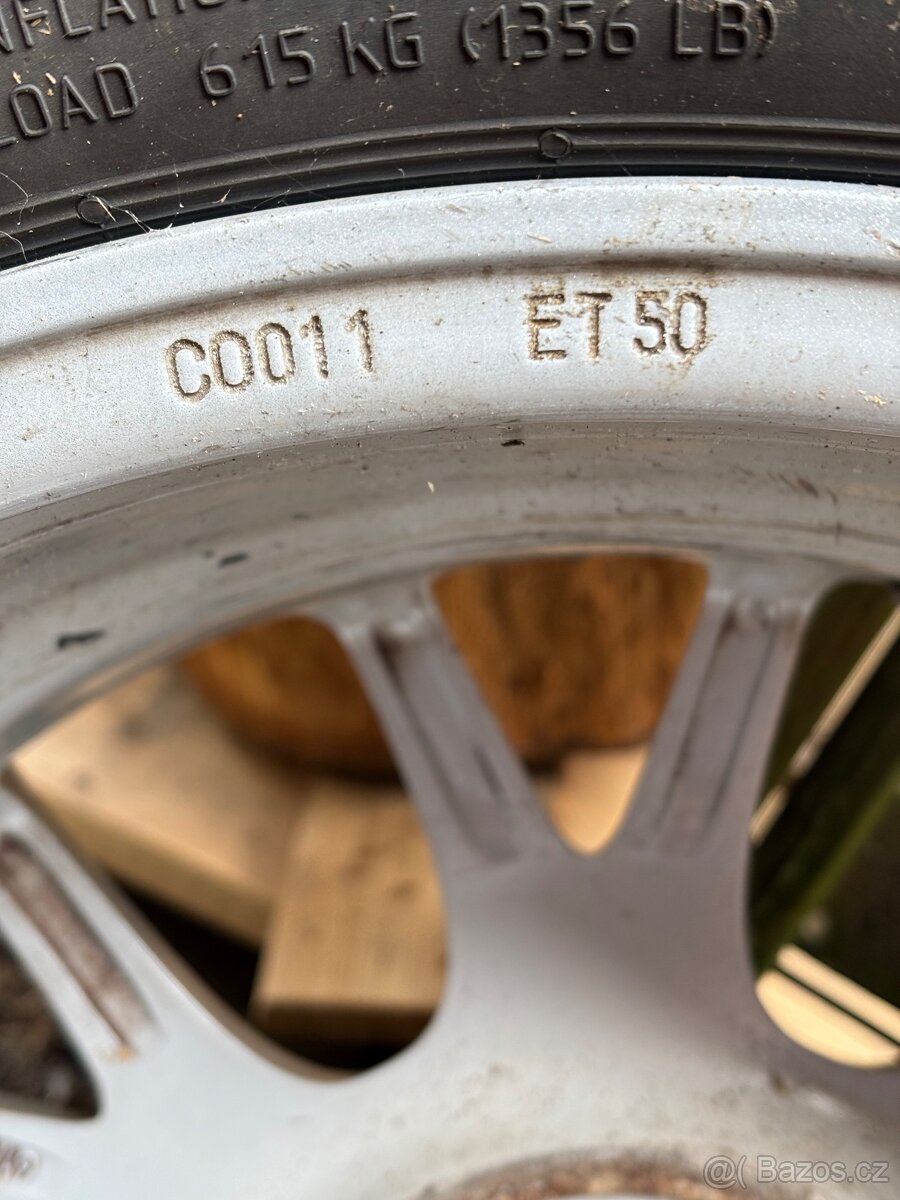 LOAD 615 KG (1356 LB)
C0011 ET 50
@( Bazos.cz